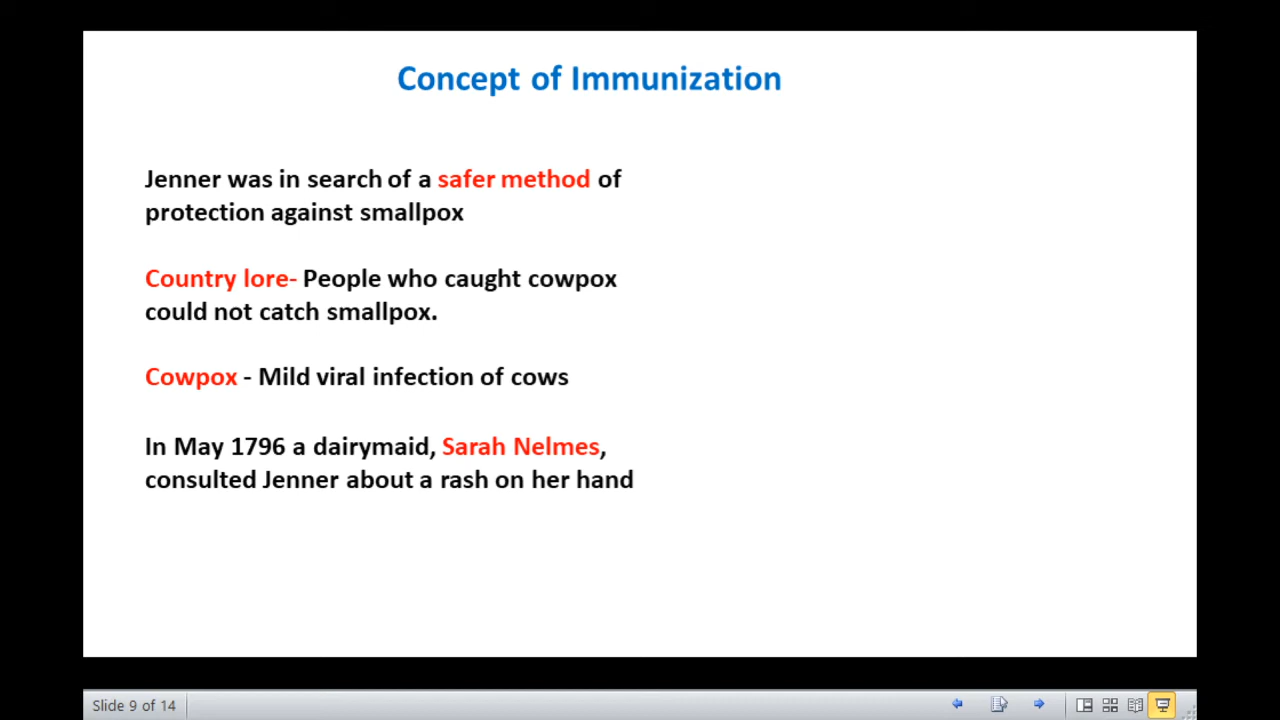 Concept of Immunization
Jenner was in search of a safer method of
protection against smallpox
Country lore- People who caught cowpox
could not catch smallpox.
Cowpox - Mild viral infection of cows
In May 1796 a dairymaid, Sarah Nelmes,
consulted Jenner about a rash on her hand
Slide 9 of 14